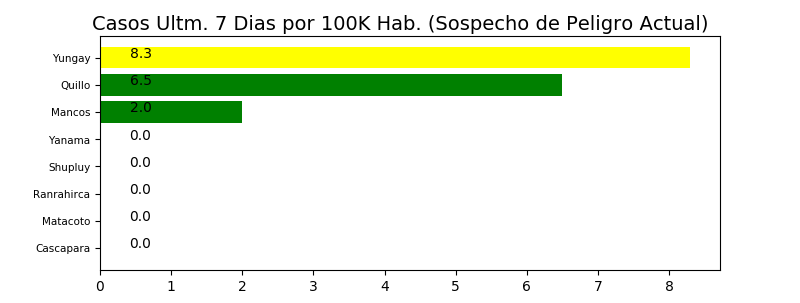 Casos Ultm. 7 Dias por 100K Hab. (Sospecho de Peligro Actual)
Yungay 8.3
Quillo 6.5
Mancos 2.0
Yanama 0.0
Shupluy 0.0
Ranrahirca 0.0
Matacoto 0.0
Cascapara 0.0
0 1 2 3 4 5 6 7 8